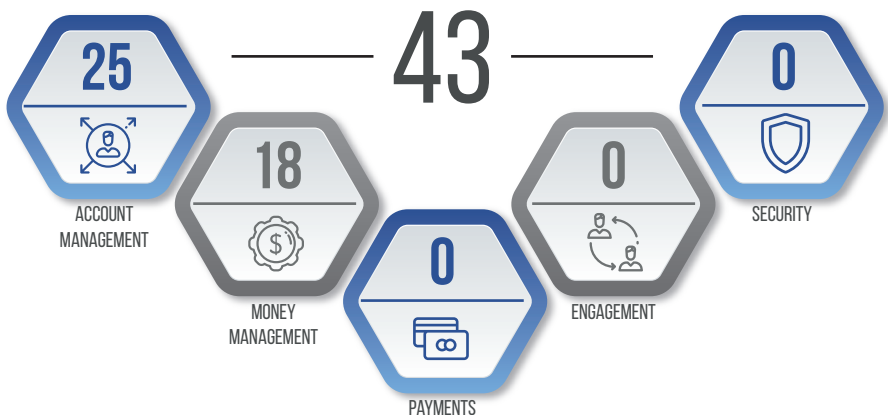 43
25
ACCOUNT
MANAGEMENT
18
$
MONEY
MANAGEMENT
0
PAYMENTS
0
ENGAGEMENT
0
SECURITY